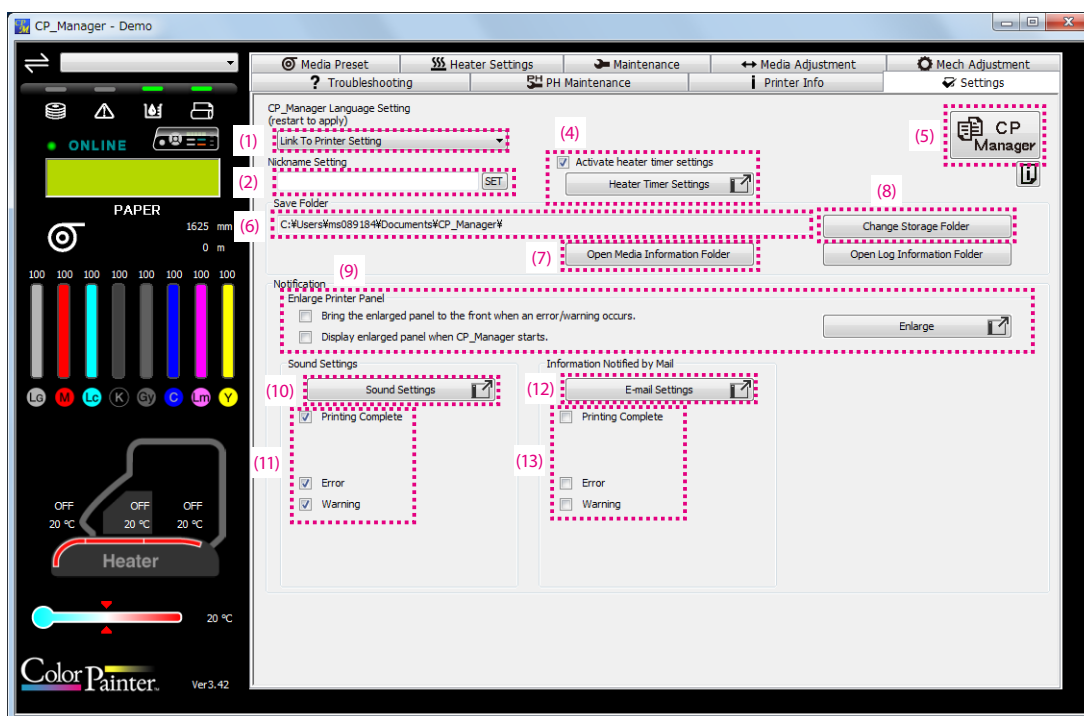 CP_Manager - Demo
Media Preset
Heater Settings
Maintenance
Media Adjustment
Mech Adjustment
? Troubleshooting
PH PH Maintenance
i Printer Info
Settings
ONLINE
PAPER
1625 mm
0 m
100 100 100 100 100 100 100 100
Lg M Lc K Gy C Lm Y
OFF OFF OFF
20 ℃ 20 ℃ 20 ℃
Heater
20 ℃
Color Painter
Ver3.42
CP_Manager Language Setting
(restart to apply)
(1) Link To Printer Setting
Nickname Setting
(2) SET
(4)
Activate heater timer settings
Heater Timer Settings
(5) CP
Manager
Save Folder
(6) C:¥Users¥ms089184¥Documents¥CP_Manager¥
(8)
Change Storage Folder
(7) Open Media Information Folder
Open Log Information Folder
(9)
Notification
Enlarge Printer Panel
Bring the enlarged panel to the front when an error/warning occurs.
Display enlarged panel when CP_Manager starts.
Enlarge
Sound Settings
(10) Sound Settings
Printing Complete
(11)
Error
Warning
Information Notified by Mail
(12) E-mail Settings
Printing Complete
(13)
Error
Warning